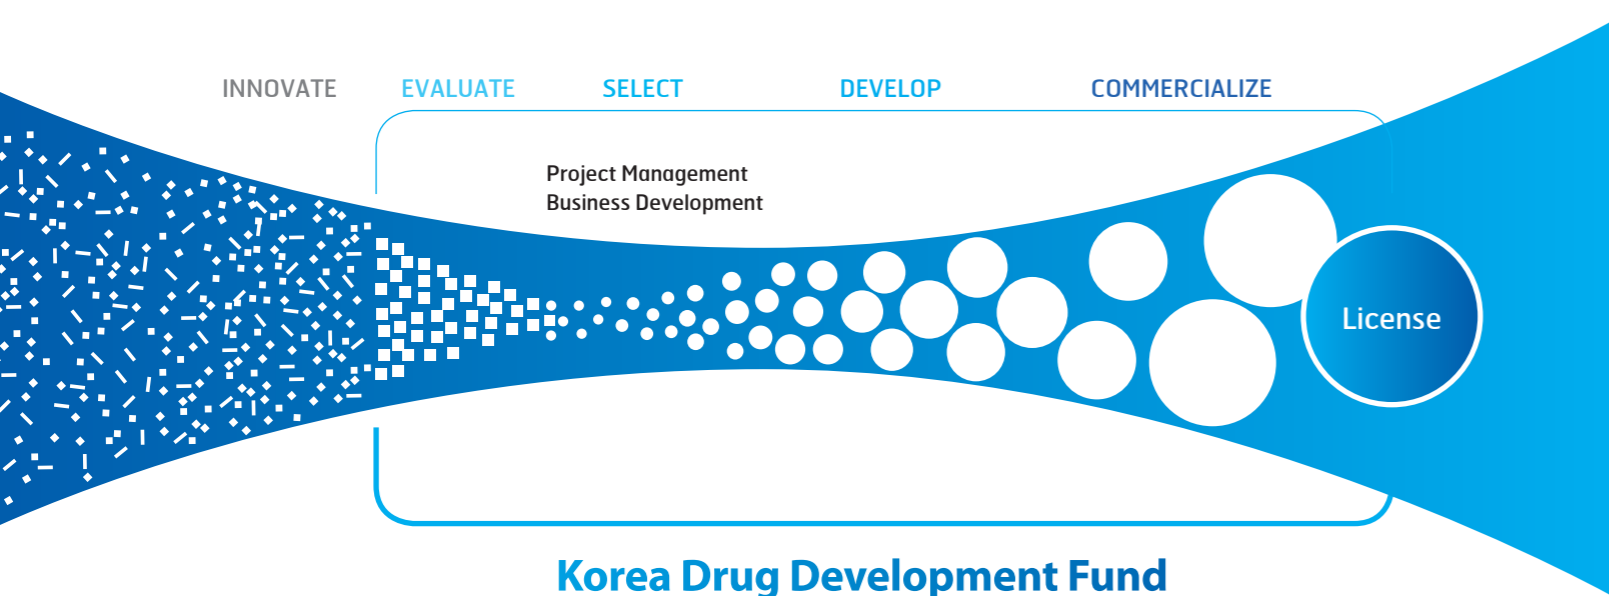 INNOVATE EVALUATE SELECT DEVELOP COMMERCIALIZE
Project Management
Business Development
License
Korea Drug Development Fund